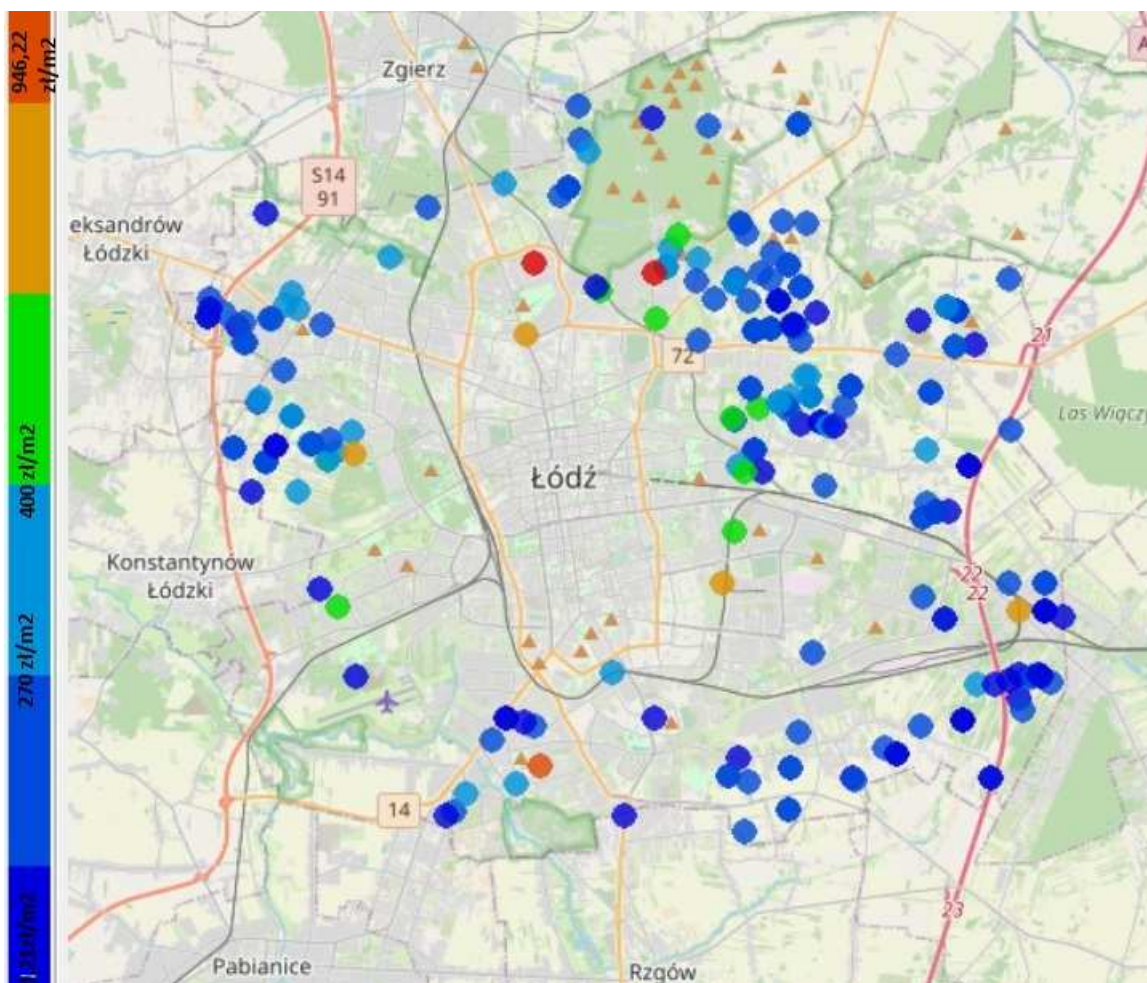 946,22
zł/m2
400 zł/m2
270 zł/m2
Zgierz
S14
91
eksandrów
Łódzki
72
21
Las Wiącz
Łódź
Konstantynów
Łódzki
22
22
14
23
Pabianice
Rzgów
A